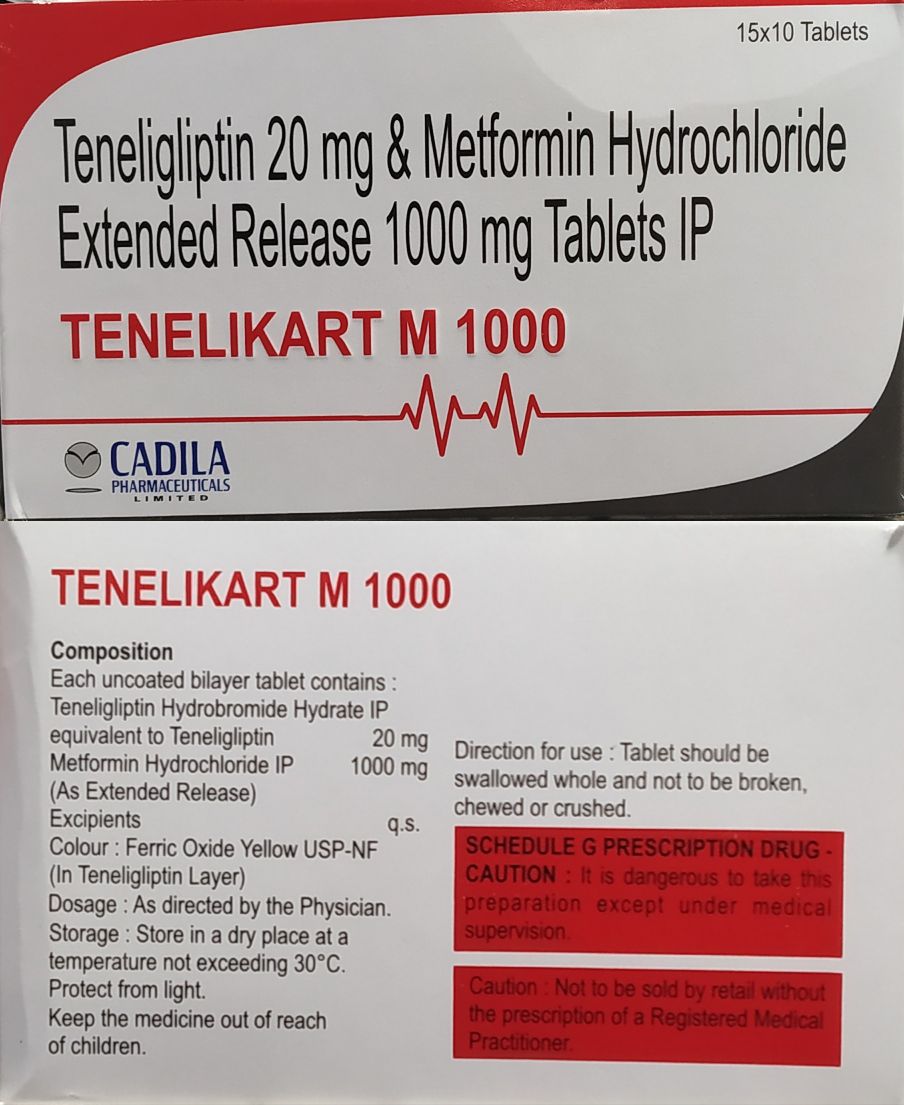 15x10 Tablets
Teneligliptin 20 mg & Metformin Hydrochloride
Extended Release 1000 mg Tablets IP
TENELIKART M 1000
CADILA
PHARMACEUTICALS
LIMITED
TENELIKART M 1000
Composition
Each uncoated bilayer tablet contains :
Teneligliptin Hydrobromide Hydrate IP
equivalent to Teneligliptin 20 mg
Metformin Hydrochloride IP 1000 mg
(As Extended Release)
Excipients q.s.
Colour : Ferric Oxide Yellow USP-NF
(In Teneligliptin Layer)
Dosage : As directed by the Physician.
Storage : Store in a dry place at a
temperature not exceeding 30°C.
Protect from light.
Keep the medicine out of reach
of children.
Direction for use : Tablet should be
swallowed whole and not to be broken,
chewed or crushed.
SCHEDULE G PRESCRIPTION DRUG -
CAUTION : It is dangerous to take this
preparation except under medical
supervision.
Caution : Not to be sold by retail without
the prescription of a Registered Medical
Practitioner.